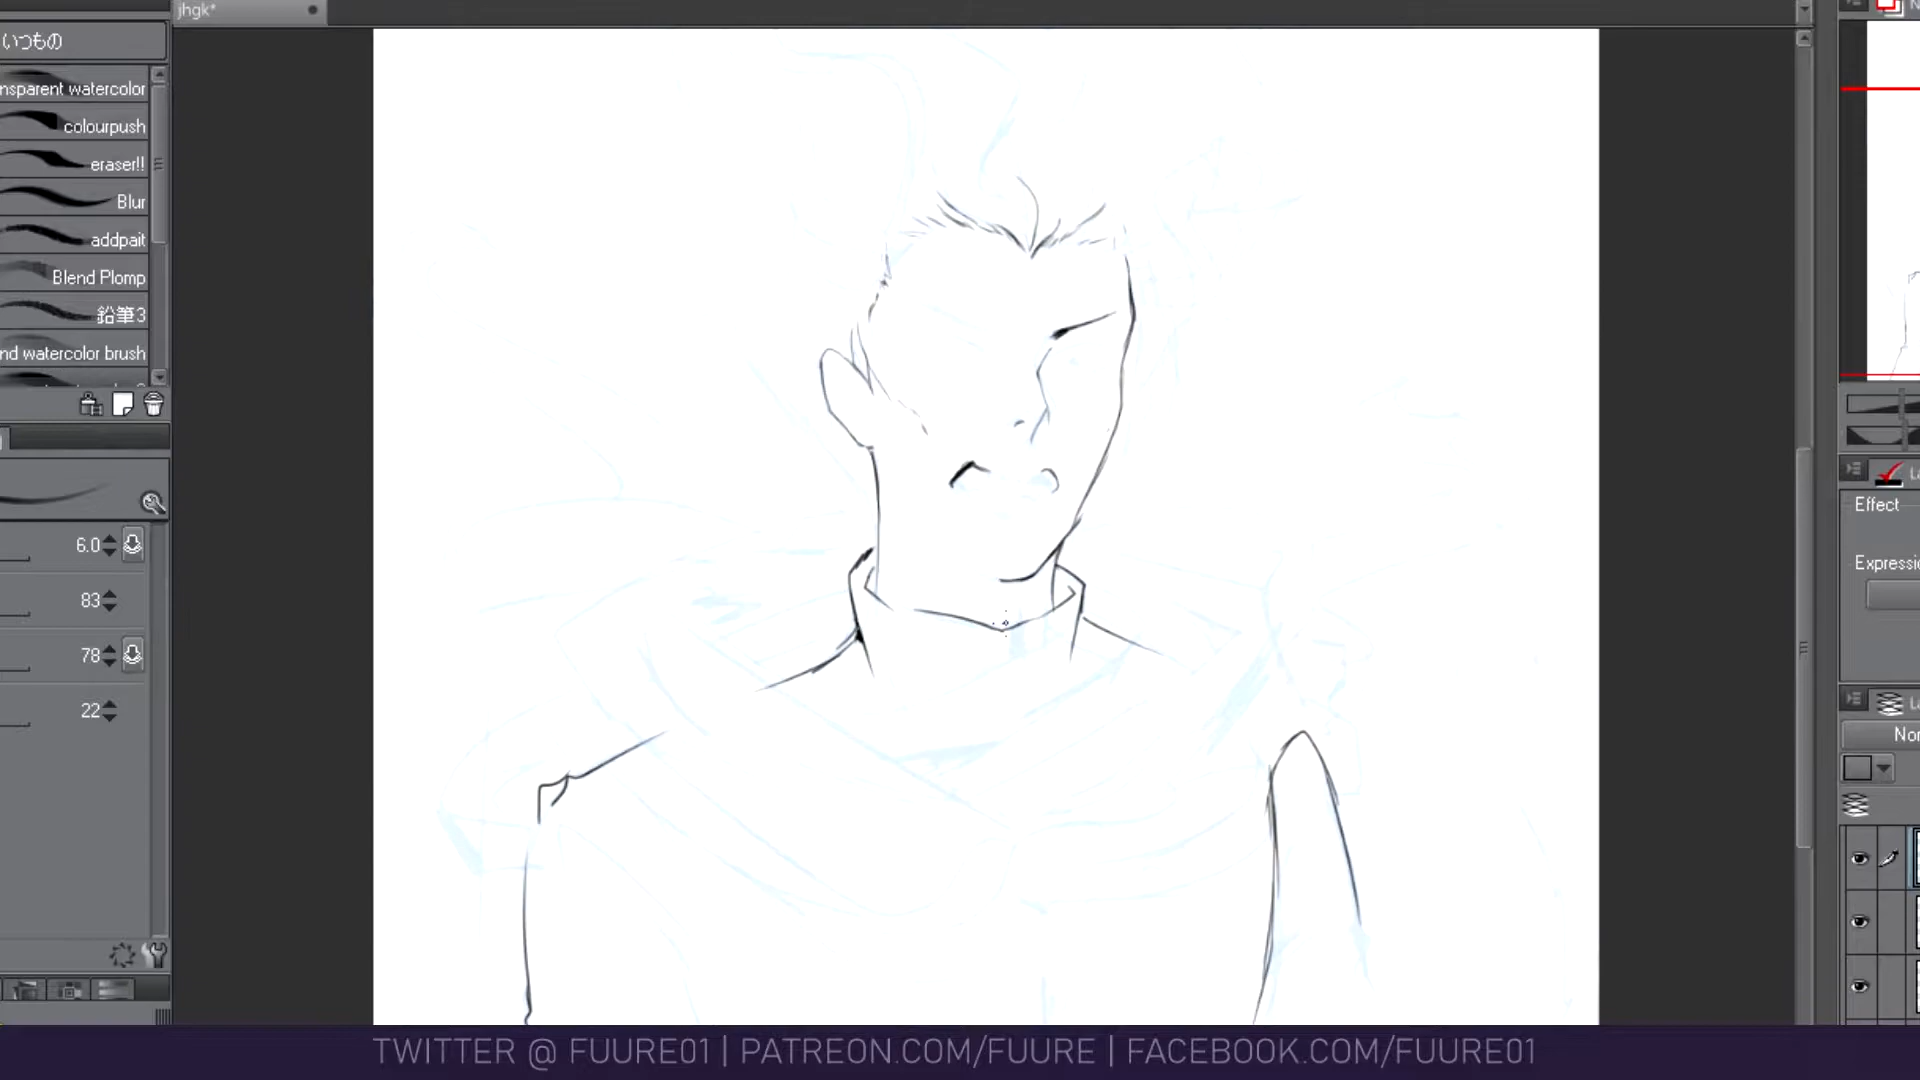 jhgk*
いつもの
nsparent watercolor
colourpush
eraser!!
Blur
addpait
Blend Plomp
鉛筆3
nd watercolor brush
6.0
83
78
22
Effect
Expressi
Nor
TWITTER @ FUURE01 | PATREON.COM/FUURE | FACEBOOK.COM/FUURE01